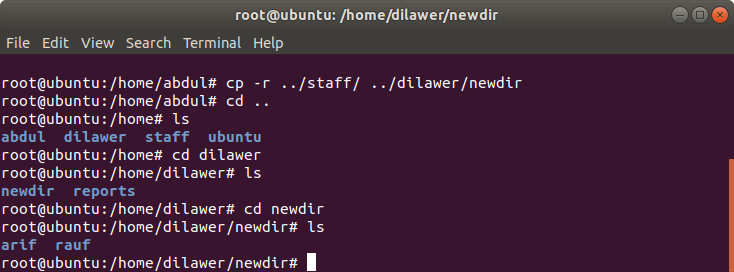 root@ubuntu: /home/dilawer/newdir
File Edit View Search Terminal Help
root@ubuntu:/home/abdul# cp -r ../staff/ ../dilawer/newdir
root@ubuntu:/home/abdul# cd ..
root@ubuntu:/home# ls
abdul  dilawer  staff  ubuntu
root@ubuntu:/home# cd dilawer
root@ubuntu:/home/dilawer# ls
newdir  reports
root@ubuntu:/home/dilawer# cd newdir
root@ubuntu:/home/dilawer/newdir# ls
arif  rauf
root@ubuntu:/home/dilawer/newdir#